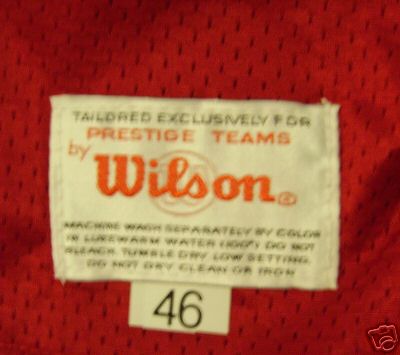 TAILORED EXCLUSIVELY FOR
PRESTIGE TEAMS
by Wilson ®
MACHINE WASH SEPARATELY BY COLOR
IN LUKEWARM WATER (100°) DO NOT
BLEACH. TUMBLE DRY LOW SETTING.
DO NOT DRY CLEAN OR IRON
46